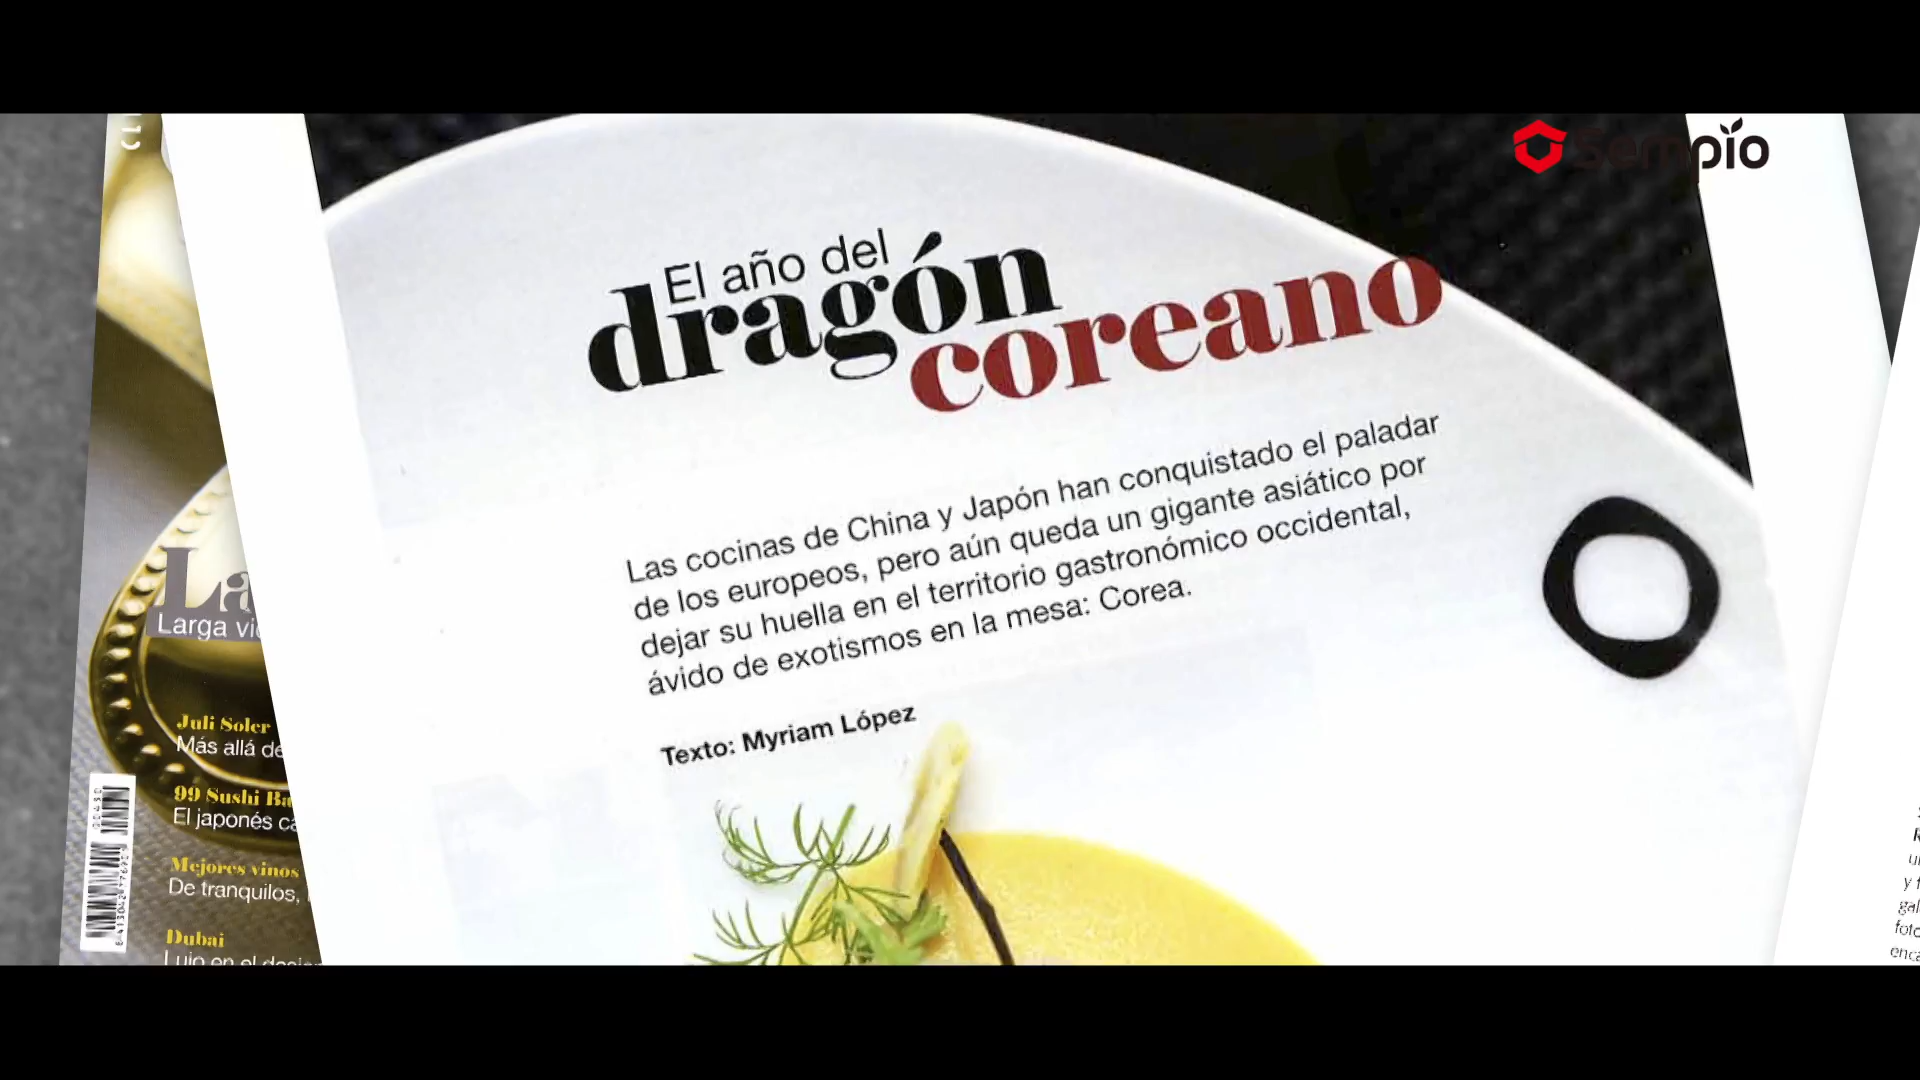 Sempio
El año del
dragón
coreano
Las cocinas de China y Japón han conquistado el paladar
de los europeos, pero aún queda un gigante asiático por
dejar su huella en el territorio gastronómico occidental,
ávido de exotismos en la mesa: Corea.
Texto: Myriam López
La
Larga
Juli Soler
Más allá de
99 Sushi
El japonés
Mejores vinos
De tranquilos,
Dubai